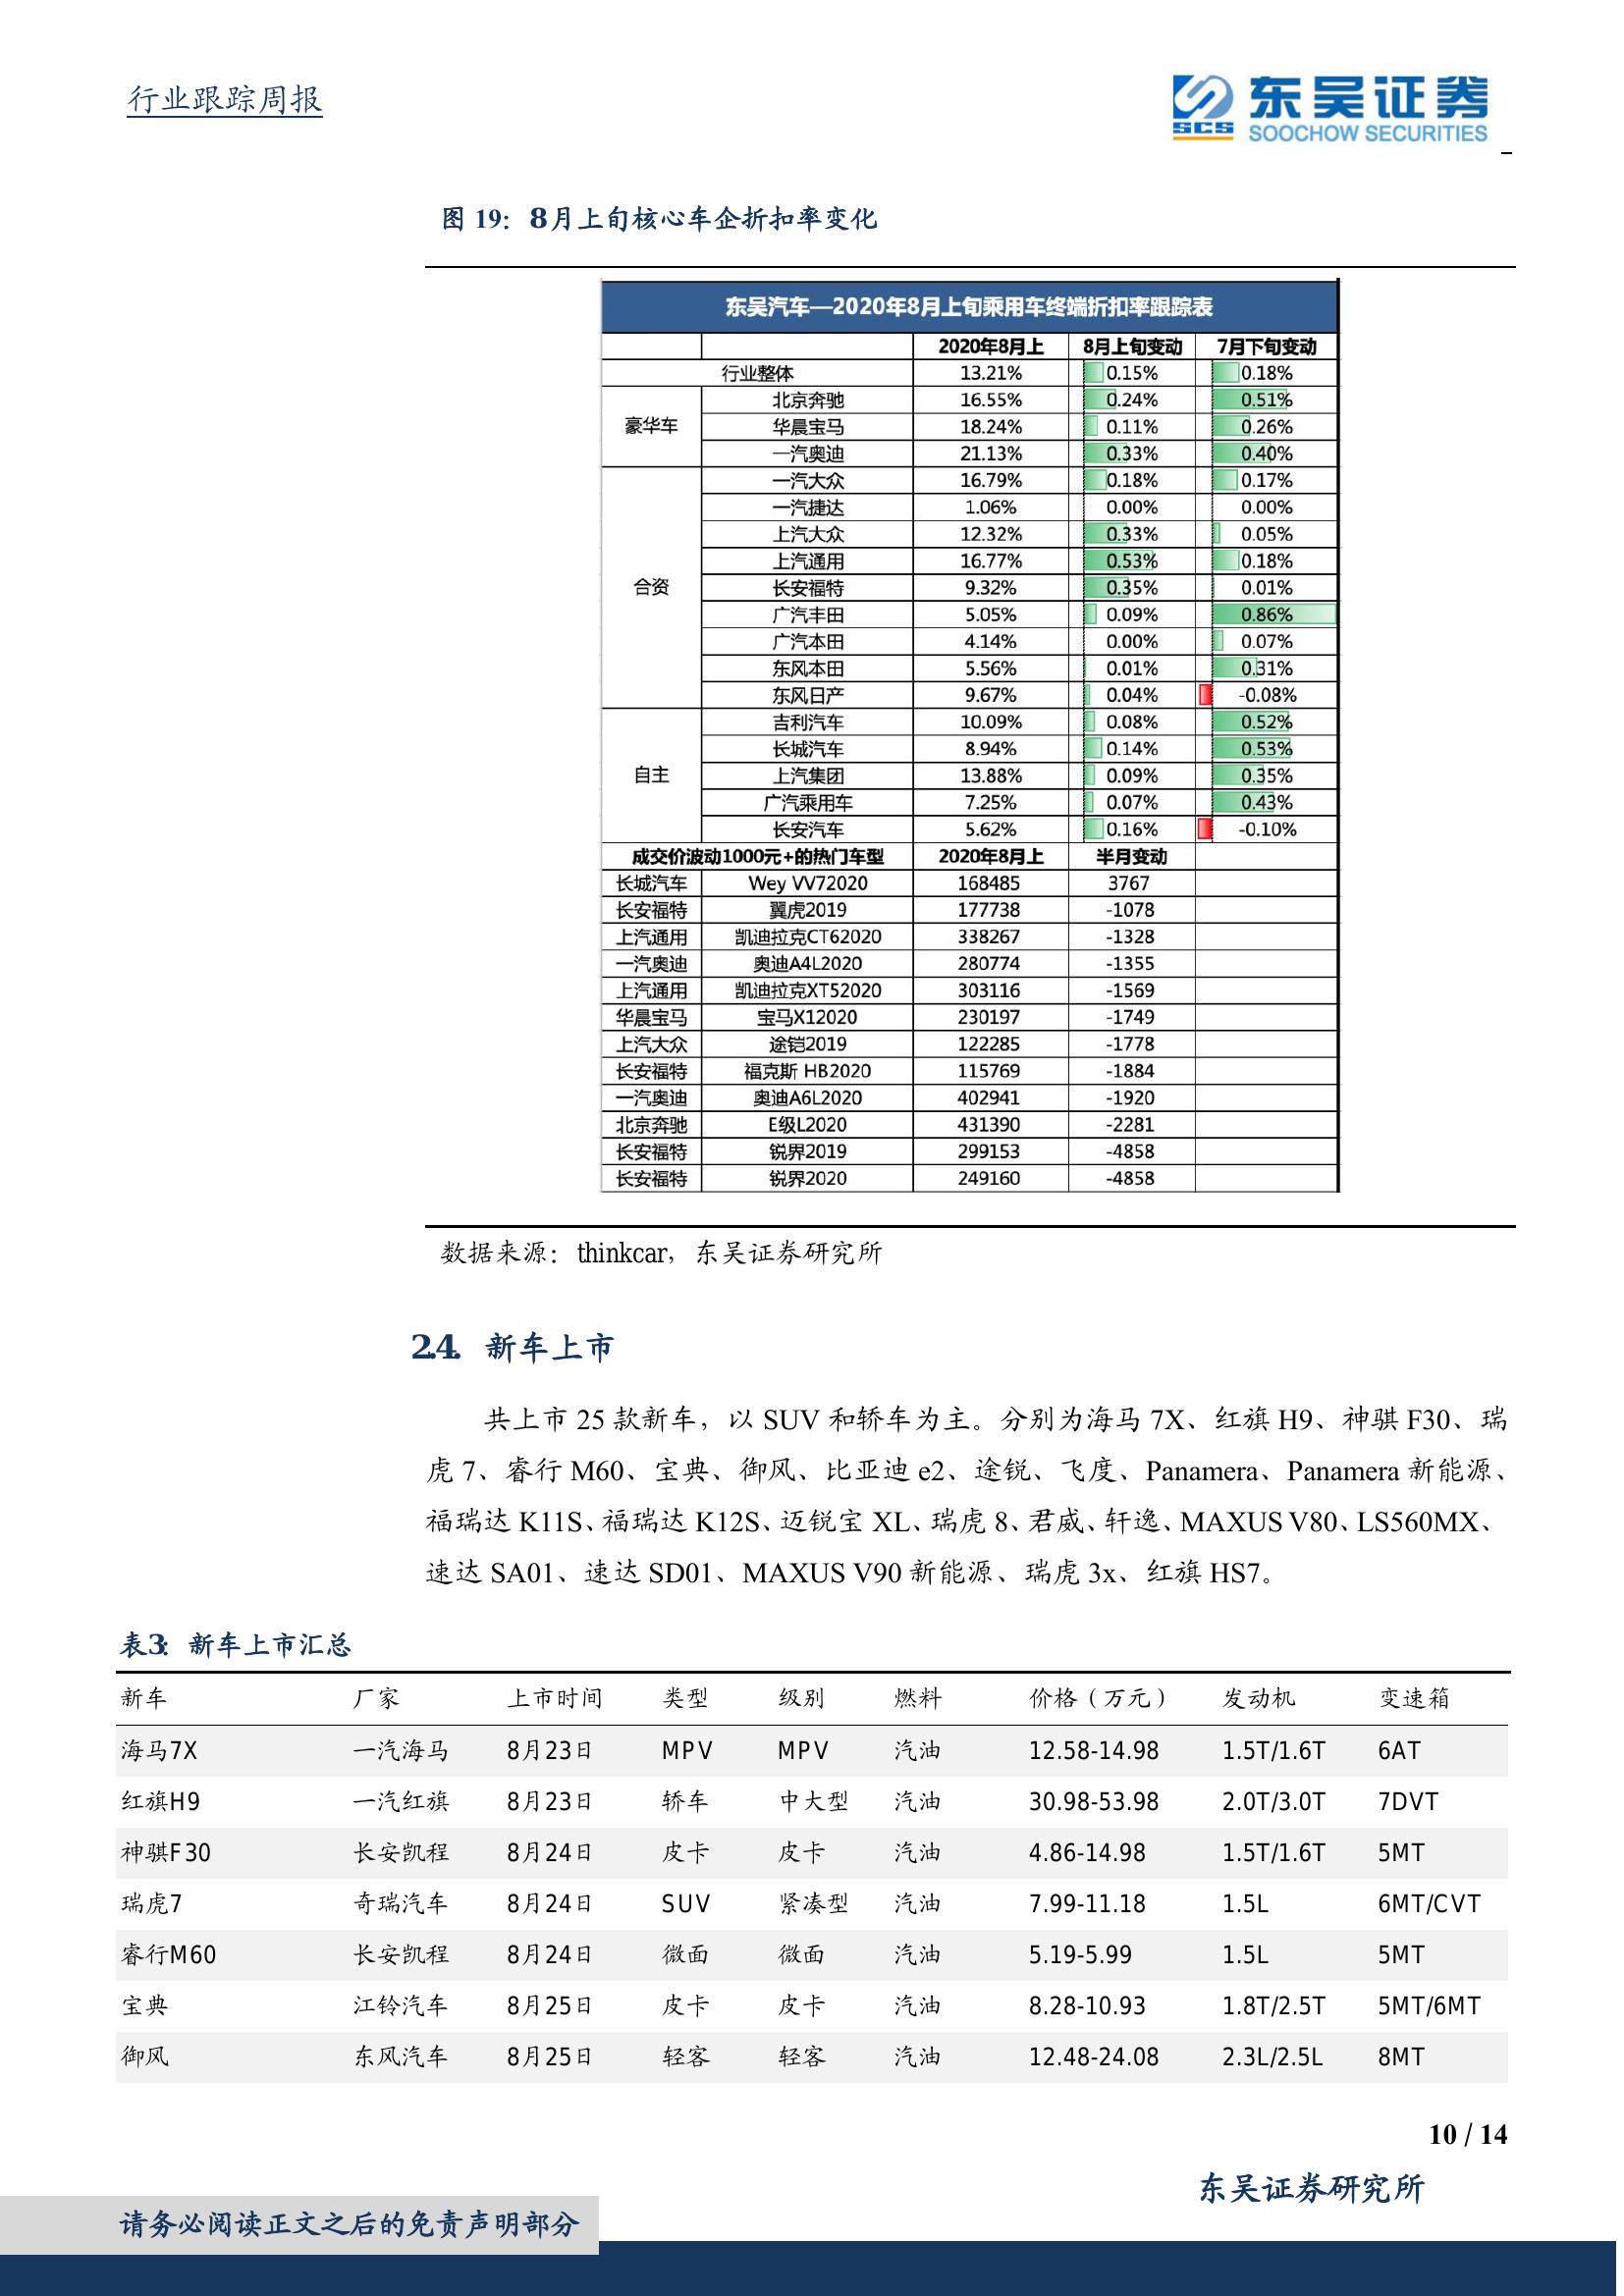 行业跟踪周报
SCS 东吴证券
SOOCHOW SECURITIES
图 19：8月上旬核心车企折扣率变化
东吴汽车—2020年8月上旬乘用车终端折扣率跟踪表
2020年8月上 8月上旬变动 7月下旬变动
行业整体 13.21% 0.15% 0.18%
豪华车 北京奔驰 16.55% 0.24% 0.51%
华晨宝马 18.24% 0.11% 0.26%
一汽奥迪 21.13% 0.33% 0.40%
合资 一汽大众 16.79% 0.18% 0.17%
一汽捷达 1.06% 0.00% 0.00%
上汽大众 12.32% 0.33% 0.05%
上汽通用 16.77% 0.53% 0.18%
长安福特 9.32% 0.35% 0.01%
广汽丰田 5.05% 0.09% 0.86%
广汽本田 4.14% 0.00% 0.07%
东风本田 5.56% 0.01% 0.31%
东风日产 9.67% 0.04% -0.08%
自主 吉利汽车 10.09% 0.08% 0.52%
长城汽车 8.94% 0.14% 0.53%
上汽集团 13.88% 0.09% 0.35%
广汽乘用车 7.25% 0.07% 0.43%
长安汽车 5.62% 0.16% -0.10%
成交价波动1000元+的热门车型 2020年8月上 半月变动
长城汽车 Wey VV72020 168485 3767
长安福特 翼虎2019 177738 -1078
上汽通用 凯迪拉克CT62020 338267 -1328
一汽奥迪 奥迪A4L2020 280774 -1355
上汽通用 凯迪拉克XT52020 303116 -1569
华晨宝马 宝马X12020 230197 -1749
上汽大众 途铠2019 122285 -1778
长安福特 福克斯 HB2020 115769 -1884
一汽奥迪 奥迪A6L2020 402941 -1920
北京奔驰 E级L2020 431390 -2281
长安福特 锐界2019 299153 -4858
长安福特 锐界2020 249160 -4858
数据来源：thinkcar，东吴证券研究所
2.4. 新车上市
共上市 25 款新车，以 SUV 和轿车为主。分别为海马 7X、红旗 H9、神骐 F30、瑞
虎 7、睿行 M60、宝典、御风、比亚迪 e2、途锐、飞度、Panamera、Panamera 新能源、
福瑞达 K11S、福瑞达 K12S、迈锐宝 XL、瑞虎 8、君威、轩逸、MAXUS V80、LS560MX、
速达 SA01、速达 SD01、MAXUS V90 新能源、瑞虎 3x、红旗 HS7。
表3：新车上市汇总
新车 厂家 上市时间 类型 级别 燃料 价格（万元） 发动机 变速箱
海马7X 一汽海马 8月23日 MPV MPV 汽油 12.58-14.98 1.5T/1.6T 6AT
红旗H9 一汽红旗 8月23日 轿车 中大型 汽油 30.98-53.98 2.0T/3.0T 7DVT
神骐F30 长安凯程 8月24日 皮卡 皮卡 汽油 4.86-14.98 1.5T/1.6T 5MT
瑞虎7 奇瑞汽车 8月24日 SUV 紧凑型 汽油 7.99-11.18 1.5L 6MT/CVT
睿行M60 长安凯程 8月24日 微面 微面 汽油 5.19-5.99 1.5L 5MT
宝典 江铃汽车 8月25日 皮卡 皮卡 汽油 8.28-10.93 1.8T/2.5T 5MT/6MT
御风 东风汽车 8月25日 轻客 轻客 汽油 12.48-24.08 2.3L/2.5L 8MT
10 / 14
东吴证券研究所
请务必阅读正文之后的免责声明部分